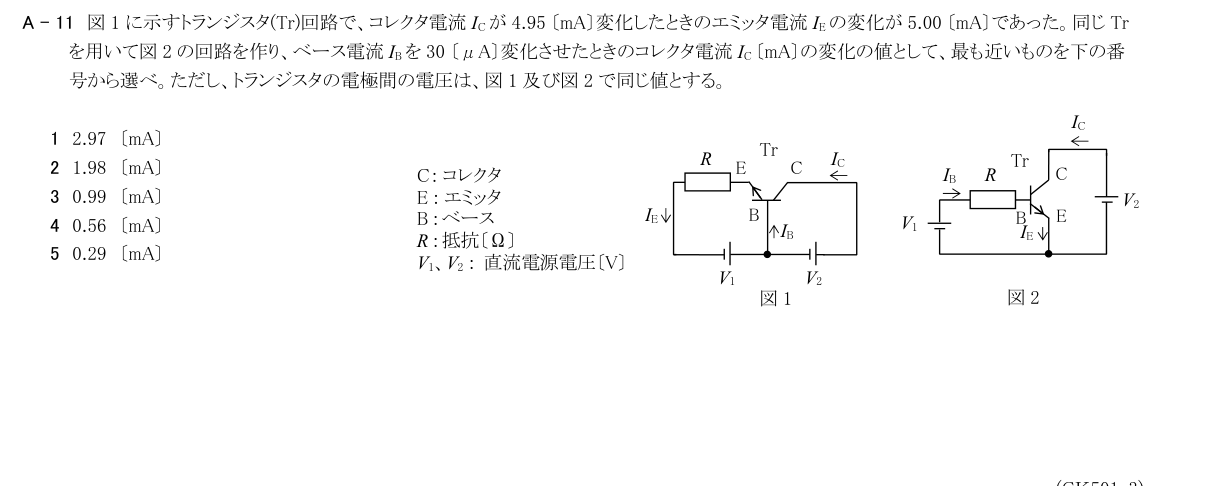 A－11 図1に示すトランジスタ(Tr)回路で、コレクタ電流 IC が 4.95〔mA〕変化したときのエミッタ電流 IE の変化が 5.00〔mA〕であった。同じ Tr
を用いて図2の回路を作り、ベース電流 IB を 30〔μA〕変化させたときのコレクタ電流 IC〔mA〕の変化の値として、最も近いものを下の番
号から選べ。ただし、トランジスタの電極間の電圧は、図1及び図2で同じ値とする。
1 2.97 〔mA〕
2 1.98 〔mA〕
3 0.99 〔mA〕
4 0.56 〔mA〕
5 0.29 〔mA〕
C：コレクタ
E：エミッタ
B：ベース
R：抵抗〔Ω〕
V1、V2：直流電源電圧〔V〕
R E Tr C IC
IE B IB
V1 V2
図1
IC
Tr
IB R C
V1 B E V2
IE
図2